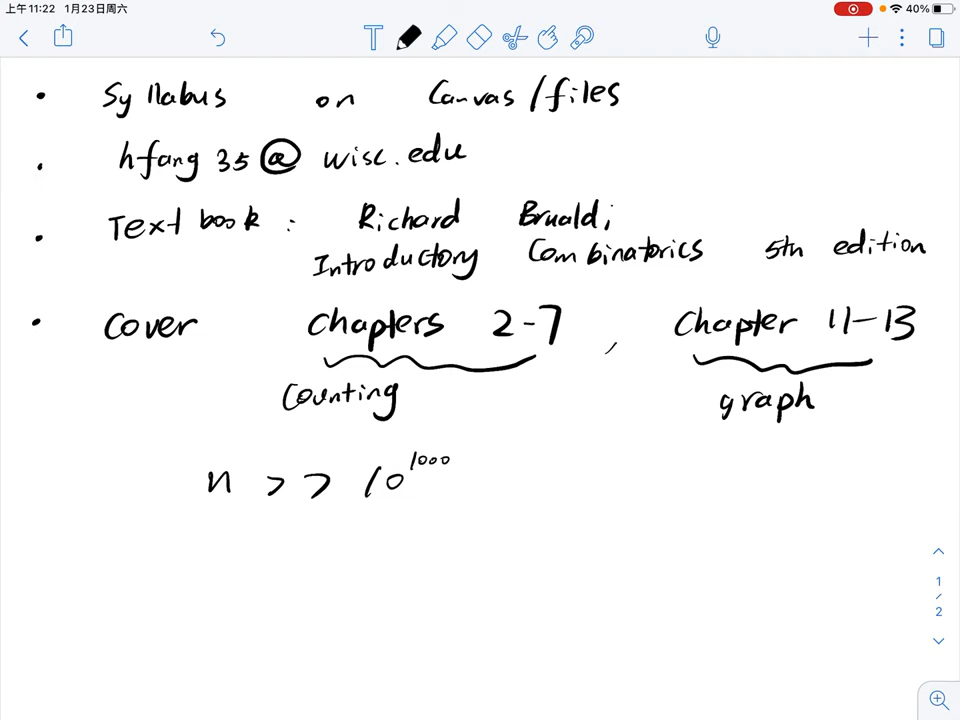 上午11:22 1月23日周六 40%
• Syllabus on Canvas/files
• hfang35@wisc.edu
• Textbook: Richard Brualdi
Introductory Combinatorics 5th edition
• Cover Chapters 2-7, Chapter 11-13
Counting graph
n >> 10^1000
1
/
2